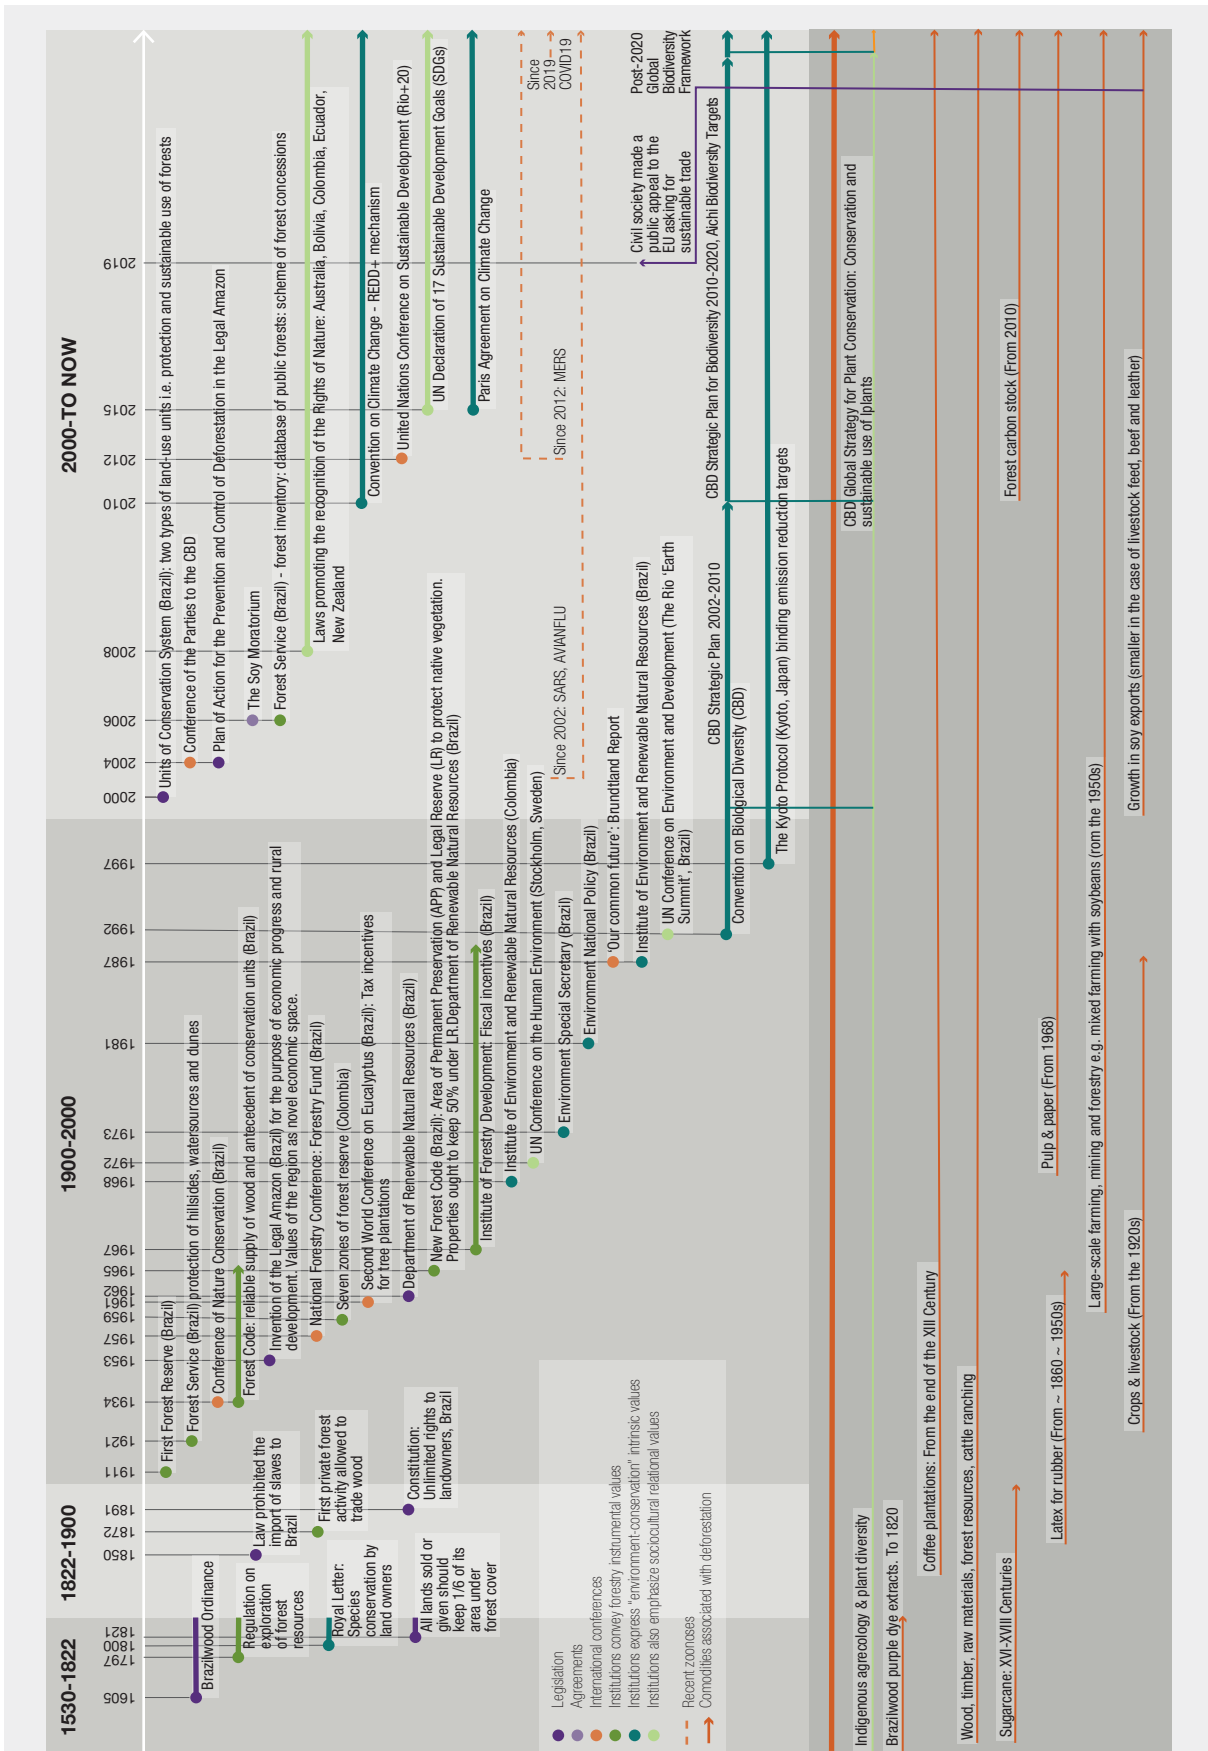 1530-1822
1822-1900
1900-2000
2000-TO NOW
1605
1797
1800
1821
1850
1872
1891
1911
1921
1934
1953
1957
1959
1961
1962
1965
1967
1968
1972
1973
1981
1987
1992
1997
2000
2004
2006
2008
2010
2012
2015
2019
Brazilwood Ordinance
Regulation on
exploration
of forest
resources
Royal Letter:
Species
conservation by
land owners
All lands sold or
given should
keep 1/6 of its
area under
forest cover
Law prohibited the
import of slaves to
Brazil
First private forest
activity allowed to
trade wood
Constitution:
Unlimited rights to
landowners, Brazil
First Forest Reserve (Brazil)
Forest Service (Brazil) protection of hillsides, watersources and dunes
Conference of Nature Conservation (Brazil)
Forest Code: reliable supply of wood and antecedent of conservation units (Brazil)
Invention of the Legal Amazon (Brazil) for the purpose of economic progress and rural
development. Values of the region as novel economic space.
National Forestry Conference: Forestry Fund (Brazil)
Seven zones of forest reserve (Colombia)
Second World Conference on Eucalyptus (Brazil): Tax incentives
for tree plantations
Department of Renewable Natural Resources (Brazil)
New Forest Code (Brazil): Area of Permanent Preservation (APP) and Legal Reserve (LR) to protect native vegetation.
Properties ought to keep 50% under LR.Department of Renewable Natural Resources (Brazil)
Institute of Forestry Development: Fiscal incentives (Brazil)
Institute of Environment and Renewable Natural Resources (Colombia)
UN Conference on the Human Environment (Stockholm, Sweden)
Environment Special Secretary (Brazil)
Environment National Policy (Brazil)
'Our common future': Brundtland Report
Institute of Environment and Renewable Natural Resources (Brazil)
UN Conference on Environment and Development (The Rio 'Earth
Summit', Brazil)
Convention on Biological Diversity (CBD)
The Kyoto Protocol (Kyoto, Japan) binding emission reduction targets
Units of Conservation System (Brazil): two types of land-use units i.e. protection and sustainable use of forests
Conference of the Parties to the CBD
Plan of Action for the Prevention and Control of Deforestation in the Legal Amazon
The Soy Moratorium
Forest Service (Brazil) - forest inventory: database of public forests: scheme of forest concessions
Laws promoting the recognition of the Rights of Nature: Australia, Bolivia, Colombia, Ecuador,
New Zealand
Convention on Climate Change - REDD+ mechanism
United Nations Conference on Sustainable Development (Rio+20)
UN Declaration of 17 Sustainable Development Goals (SDGs)
Paris Agreement on Climate Change
Since 2002: SARS, AVIANFLU
Since 2012: MERS
Since
2019
COVID19
Civil society made a
public appeal to the
EU asking for
sustainable trade
Post-2020
Global
Biodiversity
Framework
CBD Strategic Plan 2002-2010
CBD Strategic Plan for Biodiversity 2010-2020, Aichi Biodiversity Targets
CBD Global Strategy for Plant Conservation: Conservation and
sustainable use of lplants
Legislation
Agreements
International conferences
Institutions convey forestry instrumental values
Institutions express "environment-conservation" intrinsic values
Institutions also emphasize sociocultural relational values
Recent zoonoses
Comodities associated with deforestation
Indigenous agrecology & plant diversity
Brazilwood purple dye extracts. To 1820
Coffee plantations: From the end of the XIII Century
Wood, timber, raw materials, forest resources, cattle ranching
Sugarcane: XVI-XVIII Centuries
Forest carbon stock (From 2010)
Latex for rubber (From ~ 1860 ~ 1950s)
Pulp & paper (From 1968)
Large-scale farming, mining and forestry e.g. mixed farming with soybeans (rom the 1950s)
Crops & livestock (From the 1920s)
Growth in soy exports (smaller in the case of livestock feed, beef and leather)